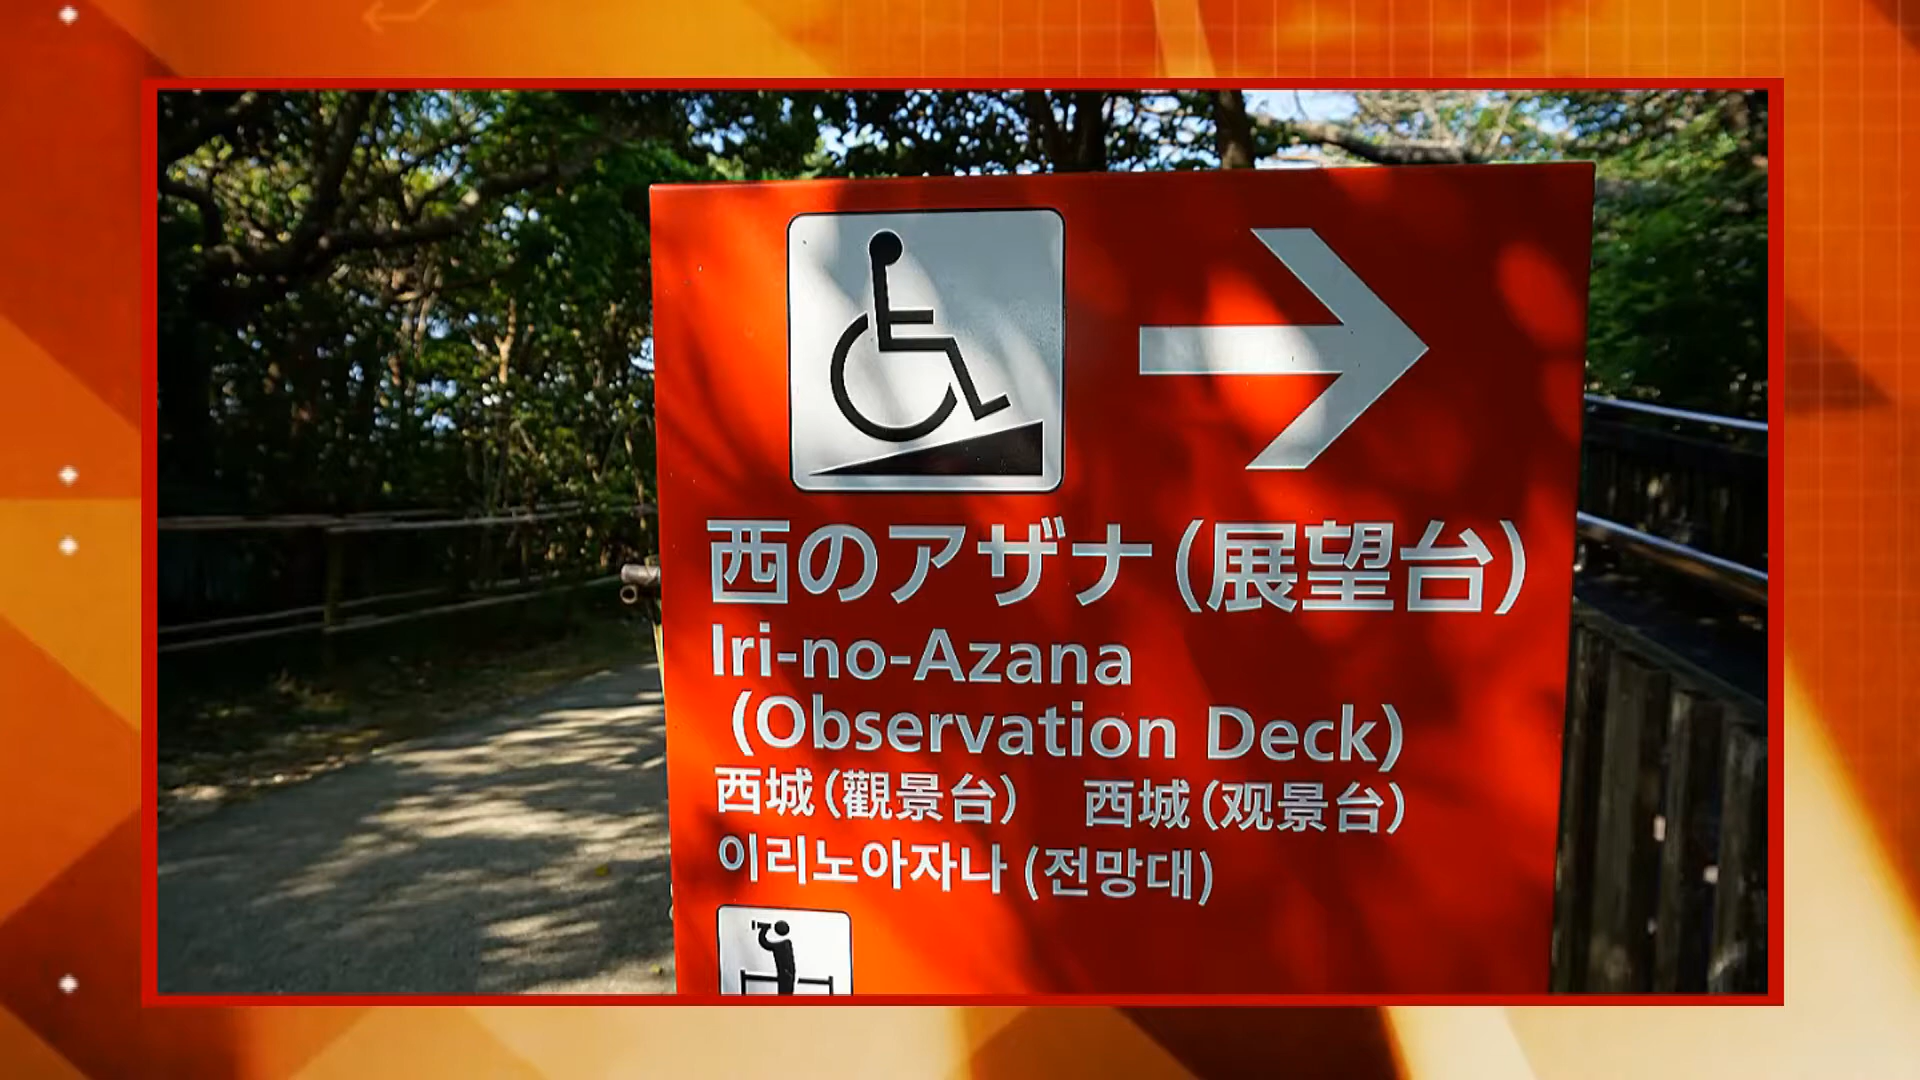 西のアザナ(展望台)
Iri-no-Azana
(Observation Deck)
西城(觀景台) 西城(观景台)
이리노아자나 (전망대)